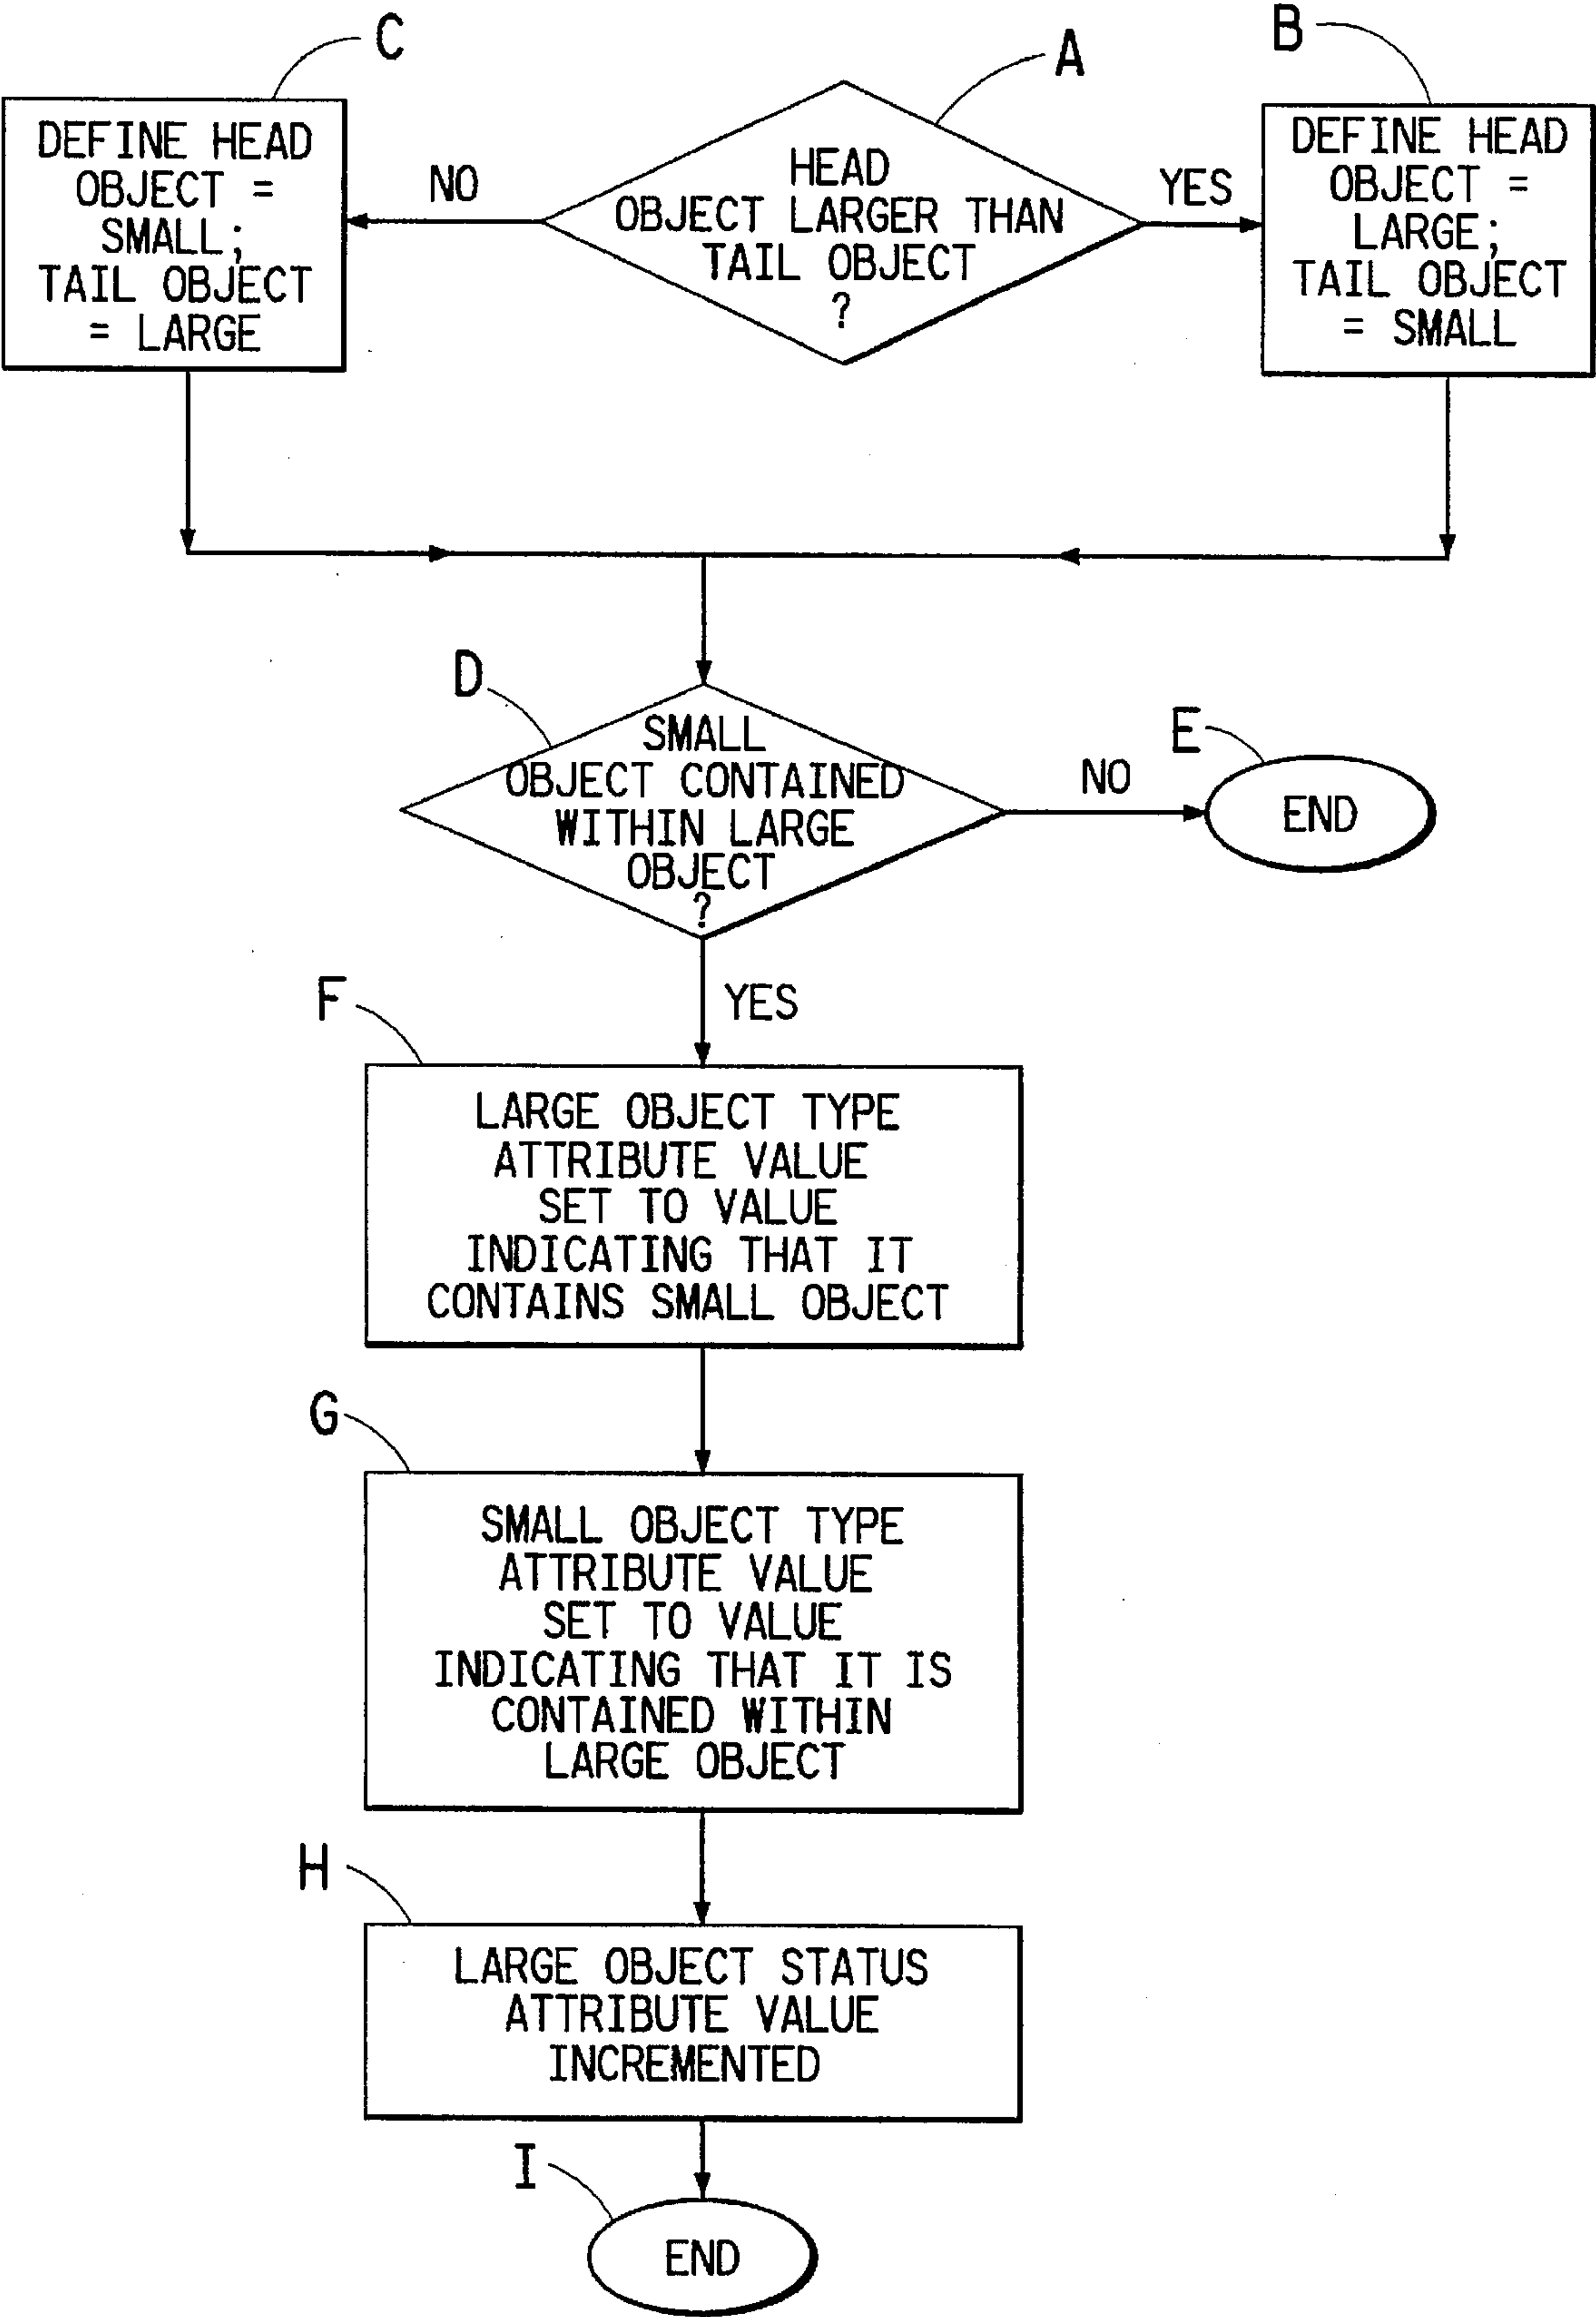 C
A
B
DEFINE HEAD
OBJECT =
SMALL;
TAIL OBJECT
= LARGE
NO
HEAD
OBJECT LARGER THAN
TAIL OBJECT
?
YES
DEFINE HEAD
OBJECT =
LARGE;
TAIL OBJECT
= SMALL
D
SMALL
OBJECT CONTAINED
WITHIN LARGE
OBJECT
?
NO
E
END
YES
F
LARGE OBJECT TYPE
ATTRIBUTE VALUE
SET TO VALUE
INDICATING THAT IT
CONTAINS SMALL OBJECT
G
SMALL OBJECT TYPE
ATTRIBUTE VALUE
SET TO VALUE
INDICATING THAT IT IS
CONTAINED WITHIN
LARGE OBJECT
H
LARGE OBJECT STATUS
ATTRIBUTE VALUE
INCREMENTED
I
END